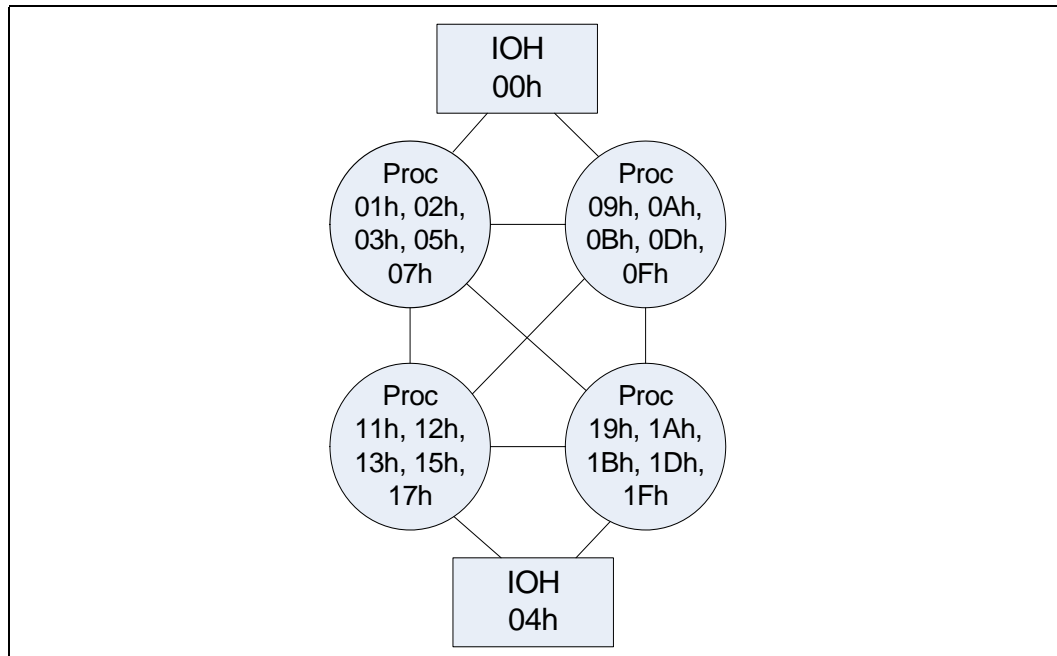 IOH
00h
Proc
01h, 02h,
03h, 05h,
07h
Proc
09h, 0Ah,
0Bh, 0Dh,
0Fh
Proc
11h, 12h,
13h, 15h,
17h
Proc
19h, 1Ah,
1Bh, 1Dh,
1Fh
IOH
04h